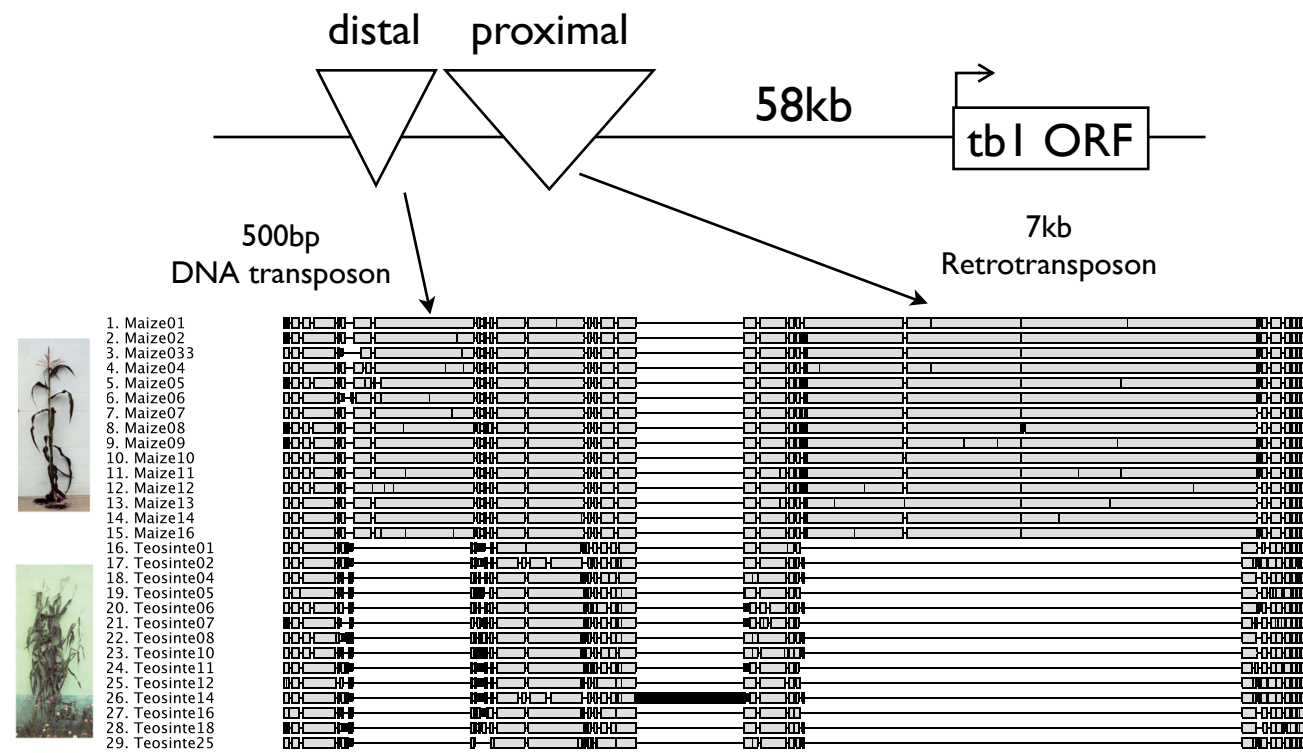 distal proximal
58kb
tb1 ORF
500bp
DNA transposon
7kb
Retrotransposon
1. Maize01
2. Maize02
3. Maize033
4. Maize04
5. Maize05
6. Maize06
7. Maize07
8. Maize08
9. Maize09
10. Maize10
11. Maize11
12. Maize12
13. Maize13
14. Maize14
15. Maize16
16. Teosinte01
17. Teosinte02
18. Teosinte04
19. Teosinte05
20. Teosinte06
21. Teosinte07
22. Teosinte08
23. Teosinte10
24. Teosinte11
25. Teosinte12
26. Teosinte14
27. Teosinte16
28. Teosinte18
29. Teosinte25